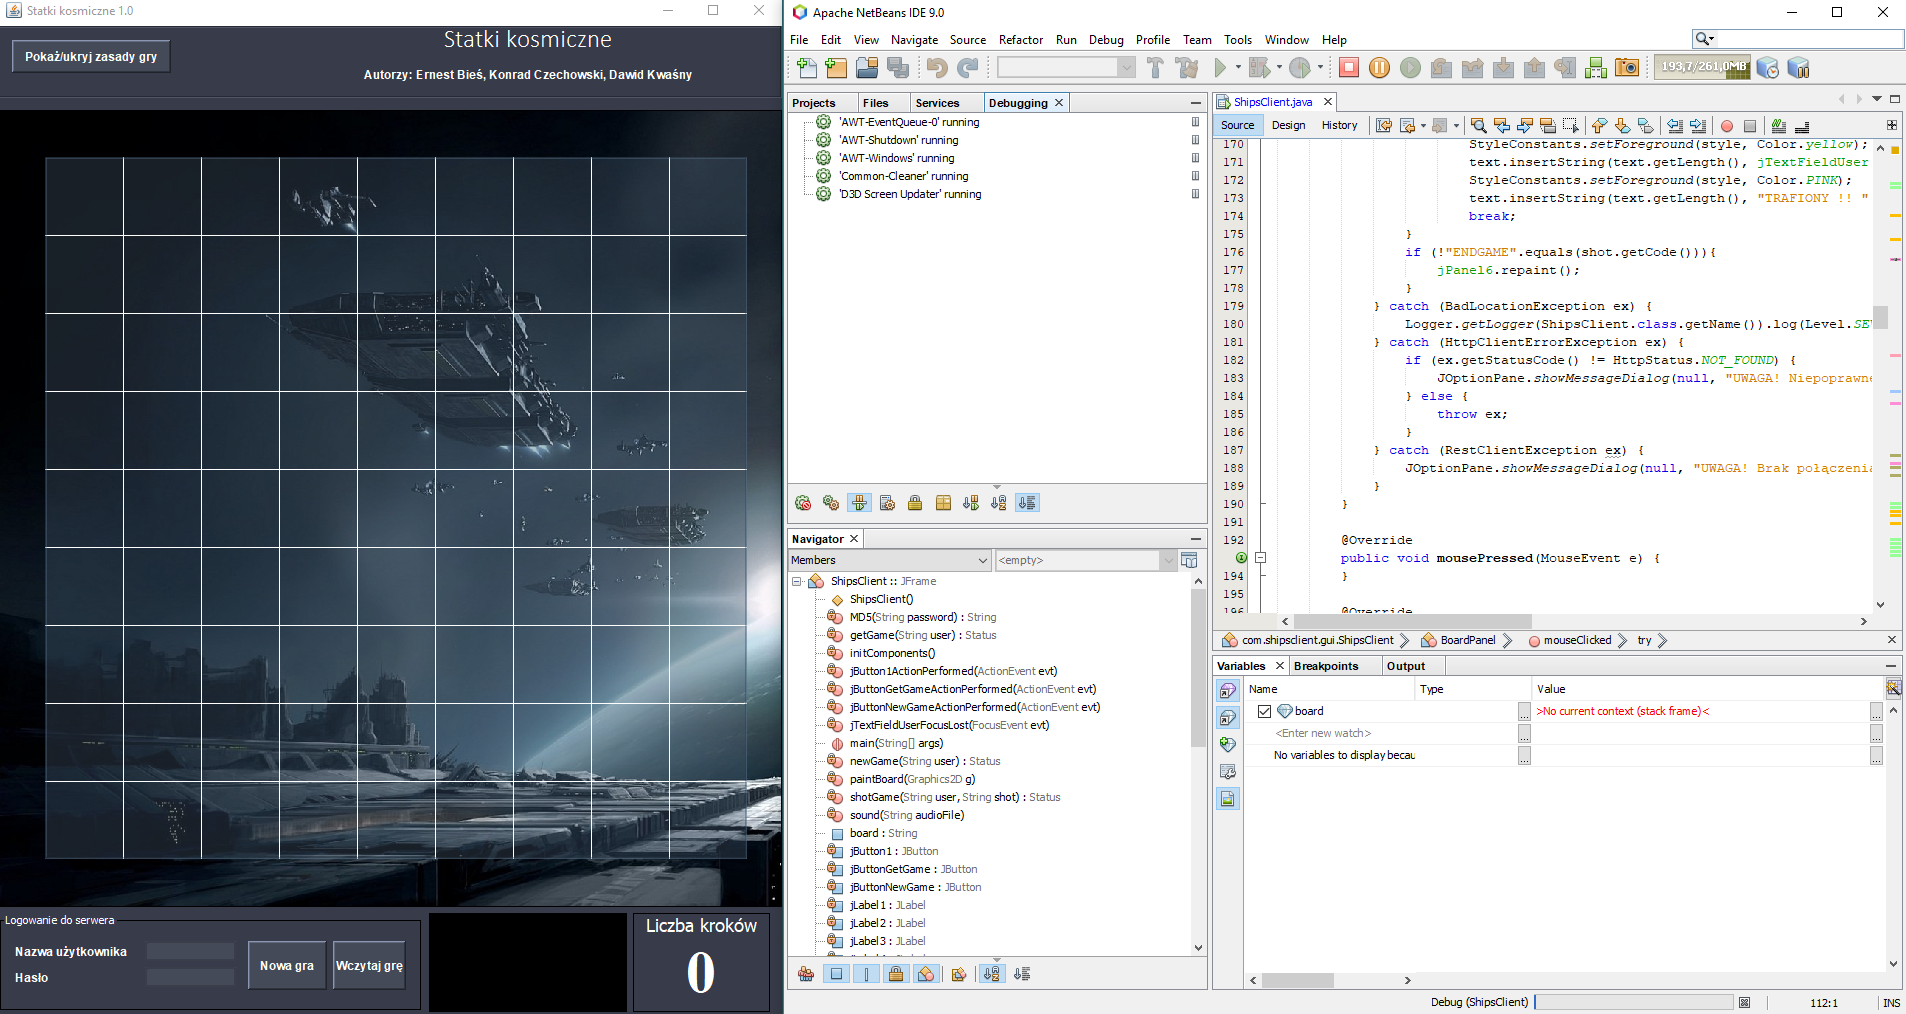 Statki kosmiczne 1.0
Pokaż/ukryj zasady gry
Statki kosmiczne
Autorzy: Ernest Bieś, Konrad Czechowski, Dawid Kwaśny
Logowanie do serwera
Nazwa użytkownika
Hasło
Nowa gra
Wczytaj grę
Liczba kroków
0
Apache NetBeans IDE 9.0
File Edit View Navigate Source Refactor Run Debug Profile Team Tools Window Help
193,7/261,0MB
Projects Files Services Debugging
'AWT-EventQueue-0' running
'AWT-Shutdown' running
'AWT-Windows' running
'Common-Cleaner' running
'D3D Screen Updater' running
Navigator
Members <empty>
ShipsClient :: JFrame
ShipsClient()
MD5(String password) : String
getGame(String user) : Status
initComponents()
jButton1ActionPerformed(ActionEvent evt)
jButtonGetGameActionPerformed(ActionEvent evt)
jButtonNewGameActionPerformed(ActionEvent evt)
jTextFieldUserFocusLost(FocusEvent evt)
main(String[] args)
newGame(String user) : Status
paintBoard(Graphics2D g)
shotGame(String user, String shot) : Status
sound(String audioFile)
board : String
jButton1 : JButton
jButtonGetGame : JButton
jButtonNewGame : JButton
jLabel1 : JLabel
jLabel2 : JLabel
jLabel3 : JLabel
ShipsClient.java
Source Design History
170 StyleConstants.setForeground(style, Color.yellow);
171 text.insertString(text.getLength(), jTextFieldUser
172 StyleConstants.setForeground(style, Color.PINK);
173 text.insertString(text.getLength(), "TRAFIONY !! "
174 break;
175 }
176 if (!"ENDGAME".equals(shot.getCode())){
177 jPanel6.repaint();
178 }
179 } catch (BadLocationException ex) {
180 Logger.getLogger(ShipsClient.class.getName()).log(Level.SEV
181 } catch (HttpClientErrorException ex) {
182 if (ex.getStatusCode() != HttpStatus.NOT_FOUND) {
183 JOptionPane.showMessageDialog(null, "UWAGA! Niepoprawne
184 } else {
185 throw ex;
186 }
187 } catch (RestClientException ex) {
188 JOptionPane.showMessageDialog(null, "UWAGA! Brak połączenia
189 }
190 }
191
192 @Override
public void mousePressed(MouseEvent e) {
194 }
195
196 @Override
com.shipsclient.gui.ShipsClient BoardPanel mouseClicked try
Variables Breakpoints Output
Name Type Value
board ... >No current context (stack frame)< ...
<Enter new watch> ... ...
No variables to display becau ... ...
Debug (ShipsClient) 112:1 INS